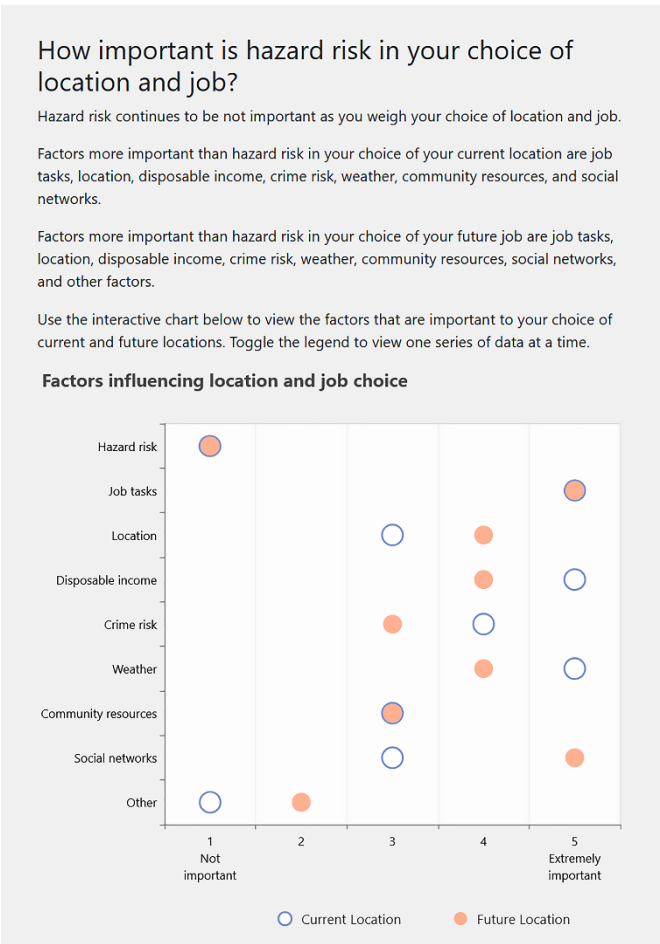 How important is hazard risk in your choice of
location and job?
Hazard risk continues to be not important as you weigh your choice of location and job.
Factors more important than hazard risk in your choice of your current location are job
tasks, location, disposable income, crime risk, weather, community resources, and social
networks.
Factors more important than hazard risk in your choice of your future job are job tasks,
location, disposable income, crime risk, weather, community resources, social networks,
and other factors.
Use the interactive chart below to view the factors that are important to your choice of
current and future locations. Toggle the legend to view one series of data at a time.
Factors influencing location and job choice
Hazard risk
Job tasks
Location
Disposable income
Crime risk
Weather
Community resources
Social networks
Other
1 2 3 4 5
Not Extremely
important important
Current Location Future Location